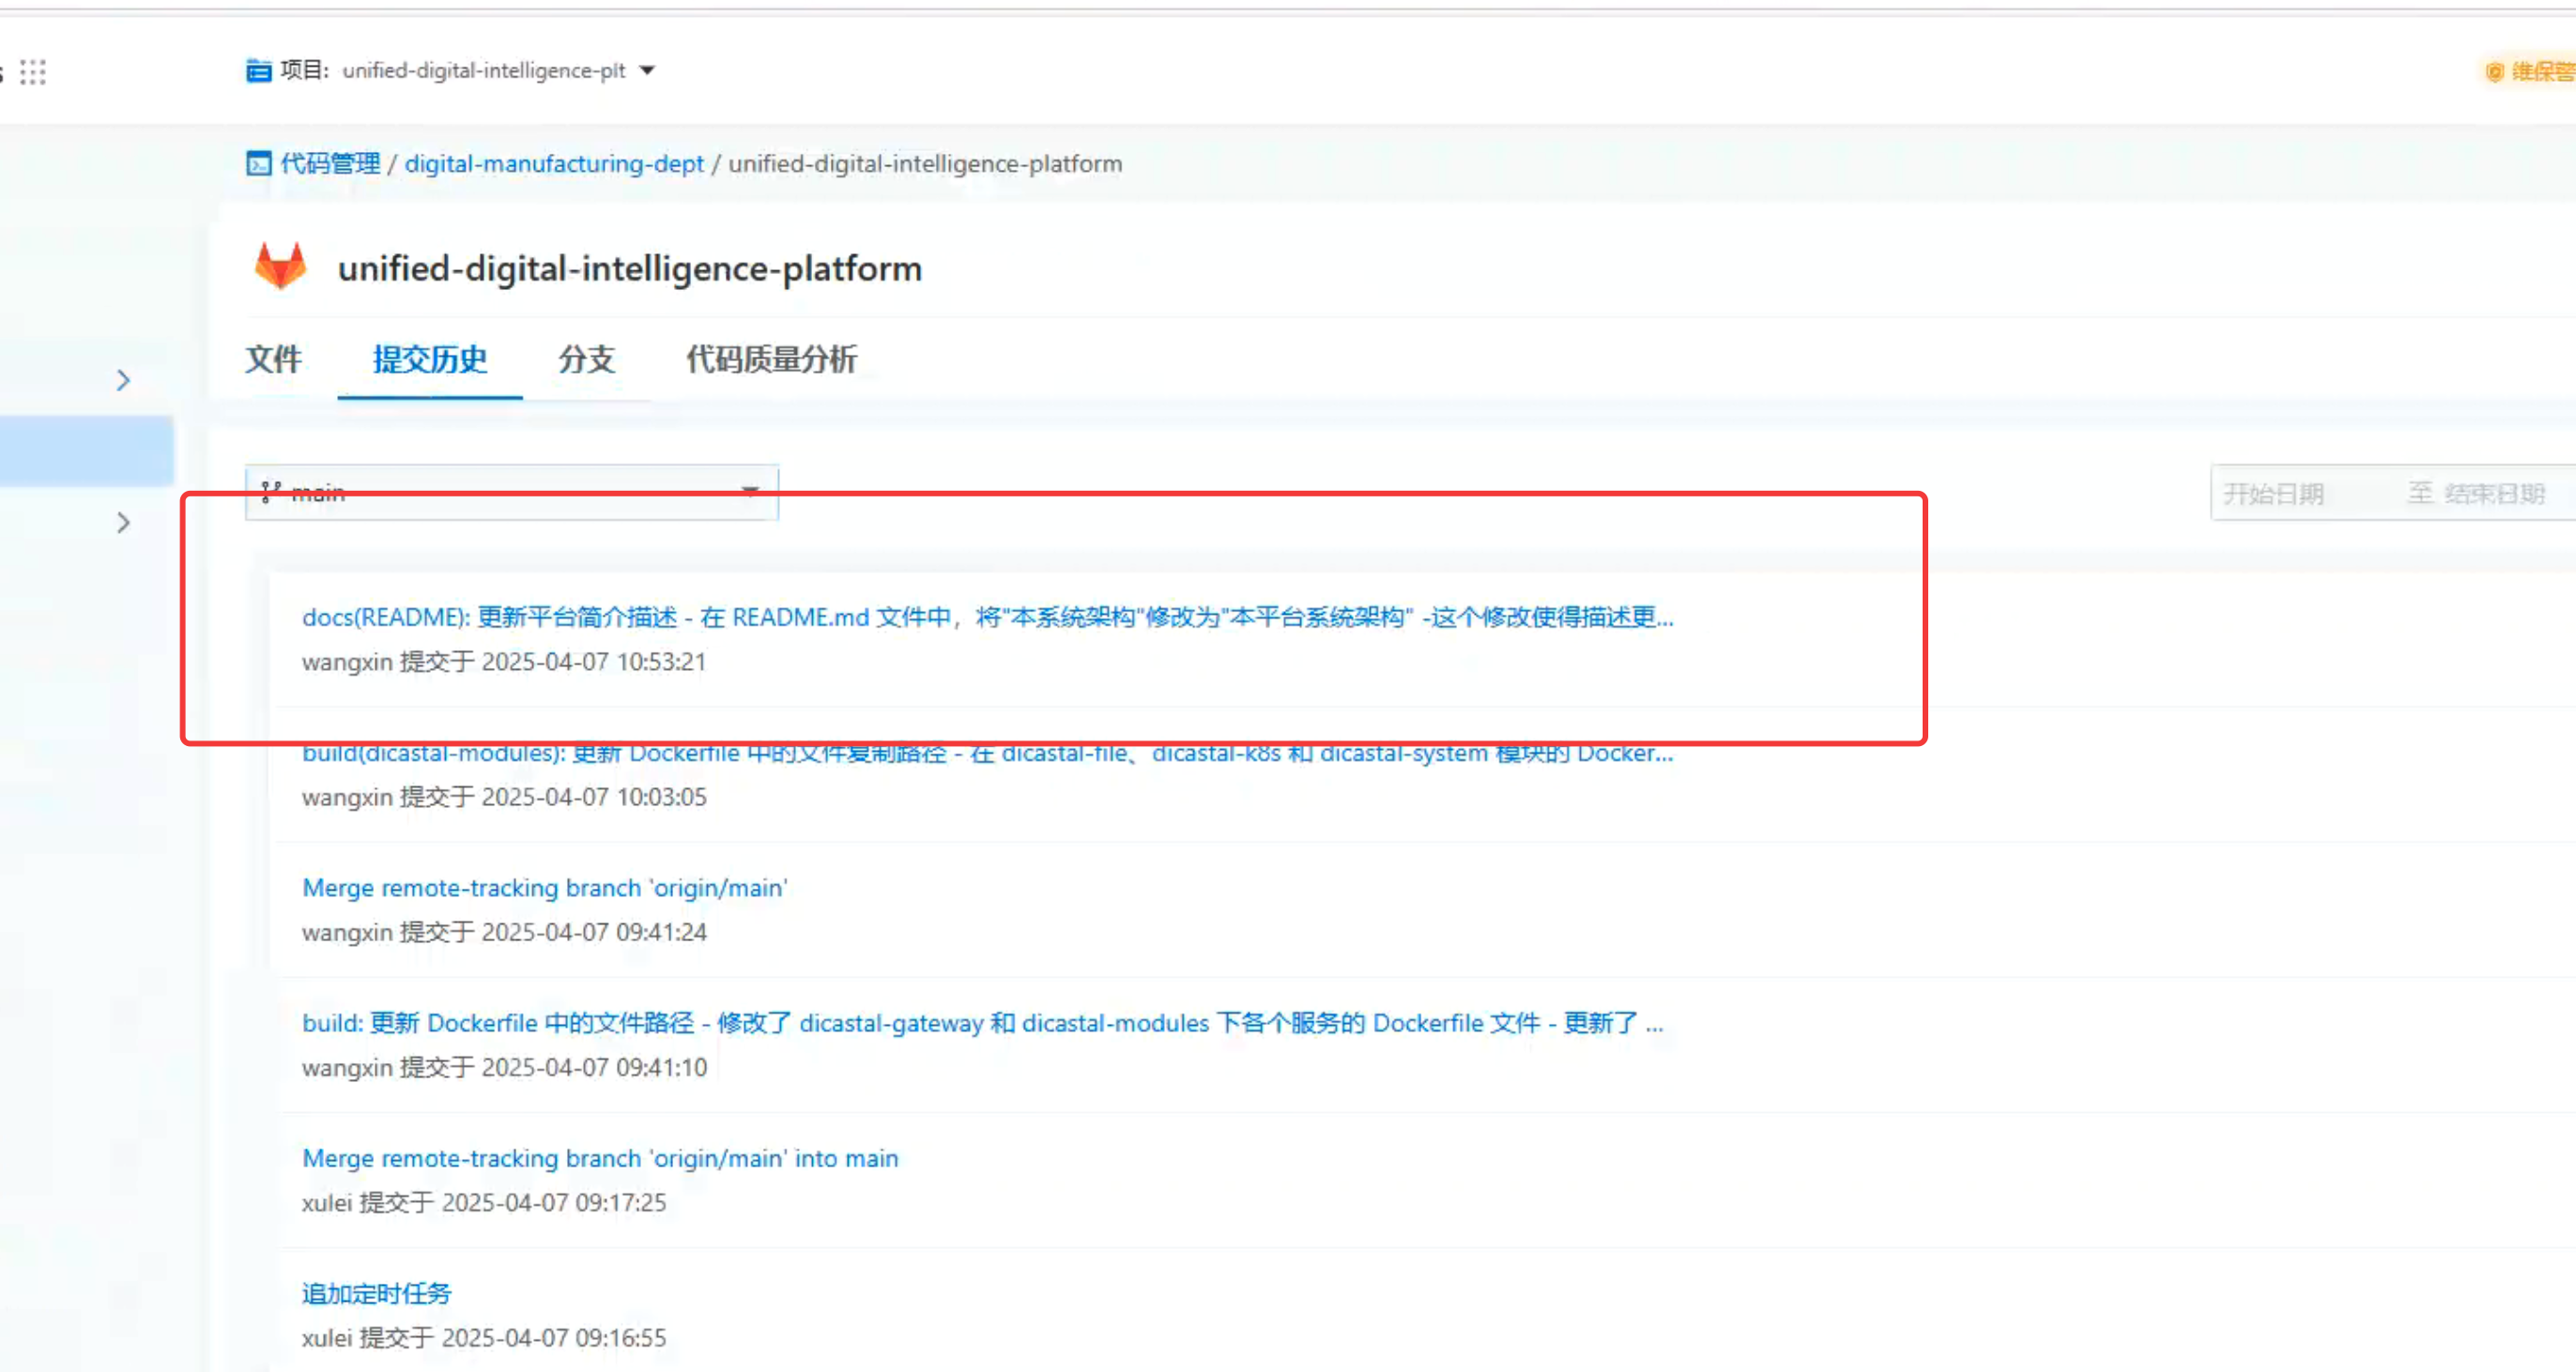 项目: unified-digital-intelligence-plt
代码管理 / digital-manufacturing-dept / unified-digital-intelligence-platform
unified-digital-intelligence-platform
文件 提交历史 分支 代码质量分析
main
开始日期 至 结束日期
docs(README): 更新平台简介描述 - 在 README.md 文件中，将"本系统架构"修改为"本平台系统架构" -这个修改使得描述更...
wangxin 提交于 2025-04-07 10:53:21
build(dicastal-modules): 更新 Dockerfile 中的文件复制路径 - 在 dicastal-file、dicastal-k8s 和 dicastal-system 模块的 Docker...
wangxin 提交于 2025-04-07 10:03:05
Merge remote-tracking branch 'origin/main'
wangxin 提交于 2025-04-07 09:41:24
build: 更新 Dockerfile 中的文件路径 - 修改了 dicastal-gateway 和 dicastal-modules 下各个服务的 Dockerfile 文件 - 更新了 ...
wangxin 提交于 2025-04-07 09:41:10
Merge remote-tracking branch 'origin/main' into main
xulei 提交于 2025-04-07 09:17:25
追加定时任务
xulei 提交于 2025-04-07 09:16:55